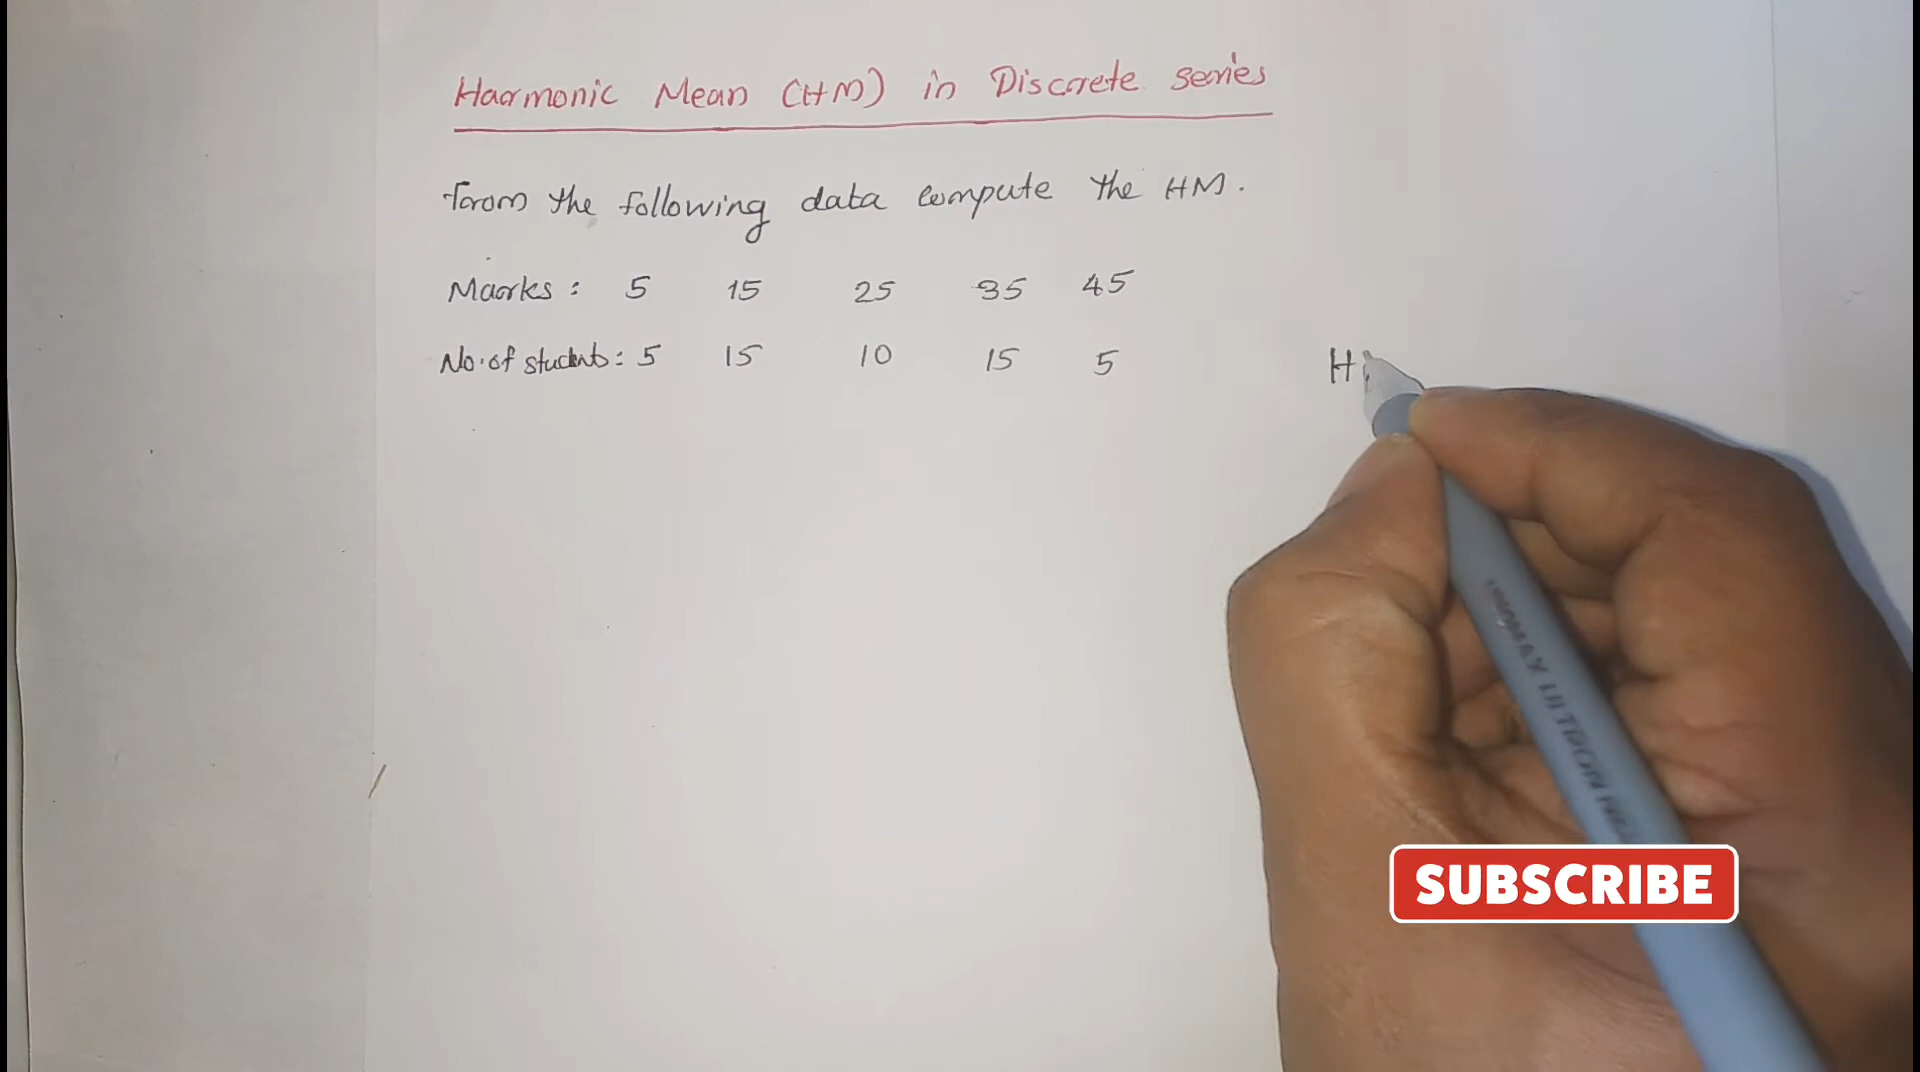 Harmonic Mean (HM) in Discrete series
From the following data compute the HM.
Marks : 5 15 25 35 45
No. of students : 5 15 10 15 5
H
SUBSCRIBE